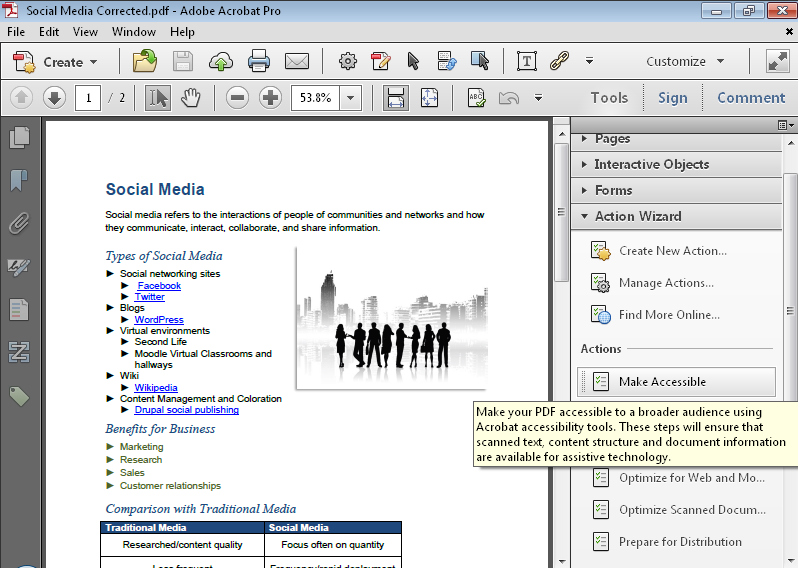 Social Media Corrected.pdf - Adobe Acrobat Pro
File Edit View Window Help
Create Customize
1 / 2 53.8% Tools Sign Comment
Social Media
Social media refers to the interactions of people of communities and networks and how
they communicate, interact, collaborate, and share information.
Types of Social Media
Social networking sites
Facebook
Twitter
Blogs
WordPress
Virtual environments
Second Life
Moodle Virtual Classrooms and
hallways
Wiki
Wikipedia
Content Management and Coloration
Drupal social publishing
Benefits for Business
Marketing
Research
Sales
Customer relationships
Comparison with Traditional Media
Traditional Media Social Media
Researched/content quality Focus often on quantity
Less frequent Frequency/rapid deployment
Pages
Interactive Objects
Forms
Action Wizard
Create New Action...
Manage Actions...
Find More Online...
Actions
Make Accessible
Make your PDF accessible to a broader audience using
Acrobat accessibility tools. These steps will ensure that
scanned text, content structure and document information
are available for assistive technology.
Optimize for Web and Mo...
Optimize Scanned Docum...
Prepare for Distribution